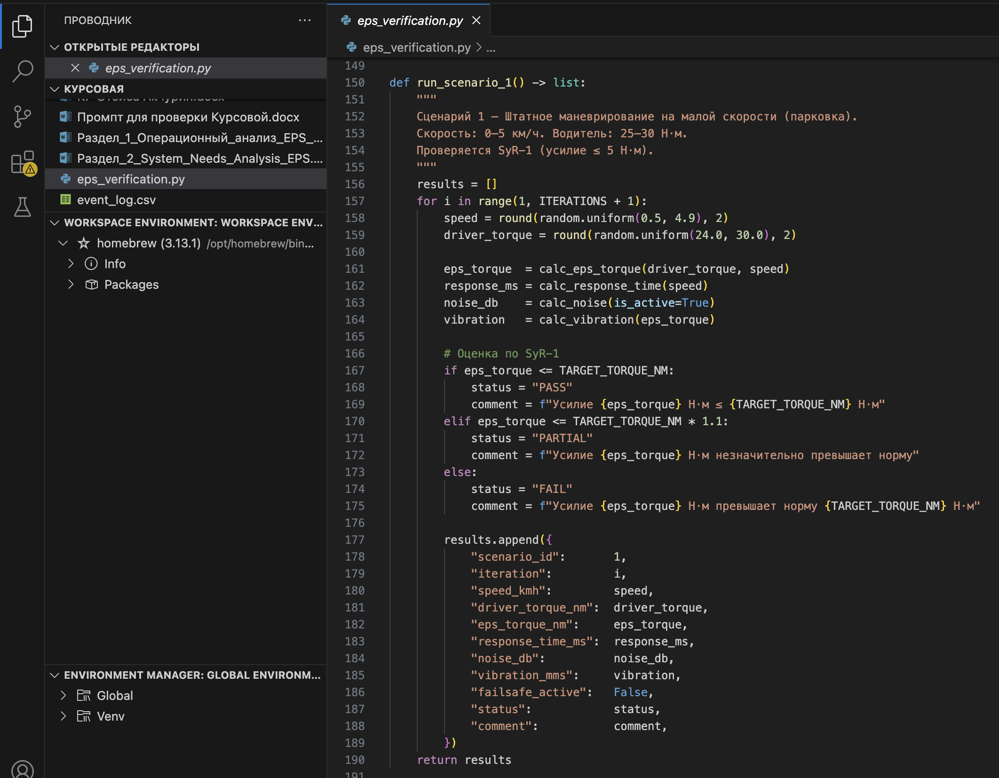 ПРОВОДНИК
ОТКРЫТЫЕ РЕДАКТОРЫ
eps_verification.py
КУРСОВАЯ
Промпт для проверки Курсовой.docx
Раздел_1_Операционный_анализ_EPS_...
Раздел_2_System_Needs_Analysis_EPS....
eps_verification.py
event_log.csv
WORKSPACE ENVIRONMENT: WORKSPACE ENV...
homebrew (3.13.1) /opt/homebrew/bin...
Info
Packages
ENVIRONMENT MANAGER: GLOBAL ENVIRONM...
Global
Venv
eps_verification.py
eps_verification.py > ...
149
150 def run_scenario_1() -> list:
151 """
152 Сценарий 1 — Штатное маневрирование на малой скорости (парковка).
153 Скорость: 0–5 км/ч. Водитель: 25–30 Н·м.
154 Проверяется SyR-1 (усилие ≤ 5 Н·м).
155 """
156 results = []
157 for i in range(1, ITERATIONS + 1):
158 speed = round(random.uniform(0.5, 4.9), 2)
159 driver_torque = round(random.uniform(24.0, 30.0), 2)
160
161 eps_torque  = calc_eps_torque(driver_torque, speed)
162 response_ms = calc_response_time(speed)
163 noise_db    = calc_noise(is_active=True)
164 vibration   = calc_vibration(eps_torque)
165
166 # Оценка по SyR-1
167 if eps_torque <= TARGET_TORQUE_NM:
168 status = "PASS"
169 comment = f"Усилие {eps_torque} Н·м ≤ {TARGET_TORQUE_NM} Н·м"
170 elif eps_torque <= TARGET_TORQUE_NM * 1.1:
171 status = "PARTIAL"
172 comment = f"Усилие {eps_torque} Н·м незначительно превышает норму"
173 else:
174 status = "FAIL"
175 comment = f"Усилие {eps_torque} Н·м превышает норму {TARGET_TORQUE_NM} Н·м"
176
177 results.append({
178 "scenario_id":       1,
179 "iteration":         i,
180 "speed_kmh":         speed,
181 "driver_torque_nm":  driver_torque,
182 "eps_torque_nm":     eps_torque,
183 "response_time_ms":  response_ms,
184 "noise_db":          noise_db,
185 "vibration_mms":     vibration,
186 "failsafe_active":   False,
187 "status":            status,
188 "comment":           comment,
189 })
190 return results
191